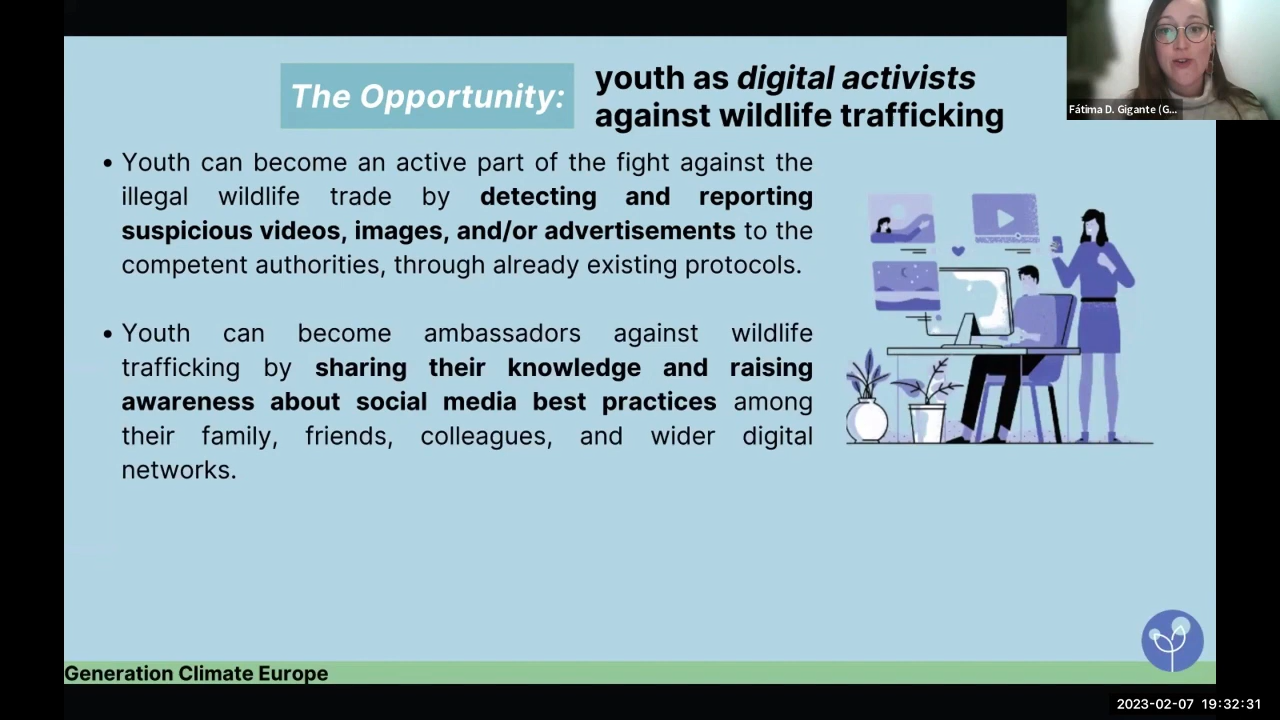 The Opportunity:
youth as digital activists
against wildlife trafficking
Fátima D. Gigante (G...
• Youth can become an active part of the fight against the
illegal wildlife trade by detecting and reporting
suspicious videos, images, and/or advertisements to the
competent authorities, through already existing protocols.
• Youth can become ambassadors against wildlife
trafficking by sharing their knowledge and raising
awareness about social media best practices among
their family, friends, colleagues, and wider digital
networks.
Generation Climate Europe
2023-02-07 19:32:31